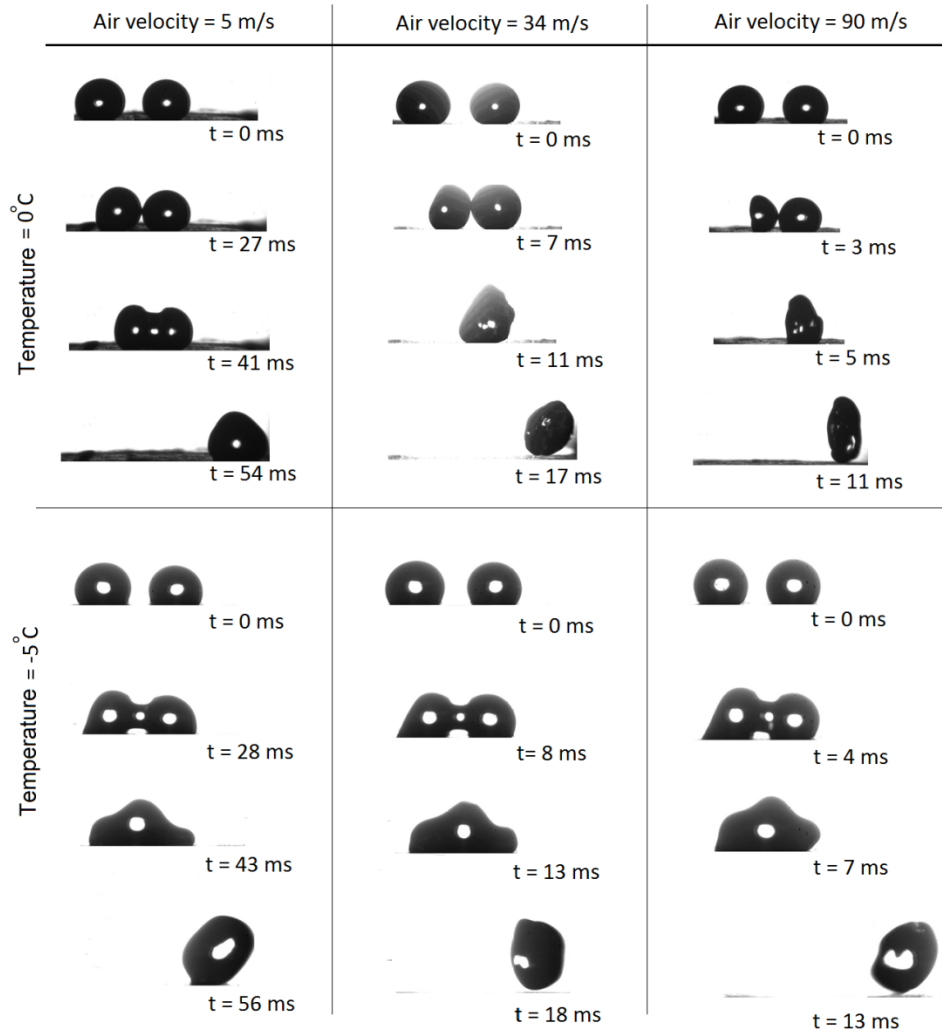 Air velocity = 5 m/s
Air velocity = 34 m/s
Air velocity = 90 m/s
Temperature = 0°C
t = 0 ms
t = 0 ms
t = 0 ms
t = 27 ms
t = 7 ms
t = 3 ms
t = 41 ms
t = 11 ms
t = 5 ms
t = 54 ms
t = 17 ms
t = 11 ms
Temperature = -5°C
t = 0 ms
t = 0 ms
t = 0 ms
t = 28 ms
t= 8 ms
t = 4 ms
t = 43 ms
t = 13 ms
t = 7 ms
t = 56 ms
t = 18 ms
t = 13 ms